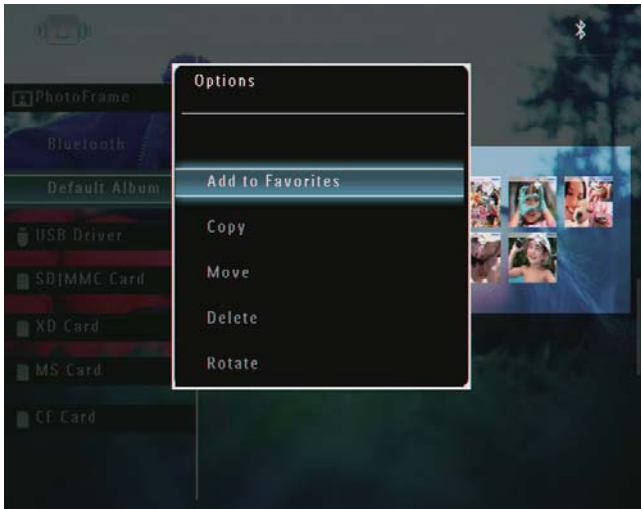 Options
PhotoFrame
Bluetooth
Default Album
USB Driver
SD|MMC Card
XD Card
MS Card
CF Card
Add to Favorites
Copy
Move
Delete
Rotate